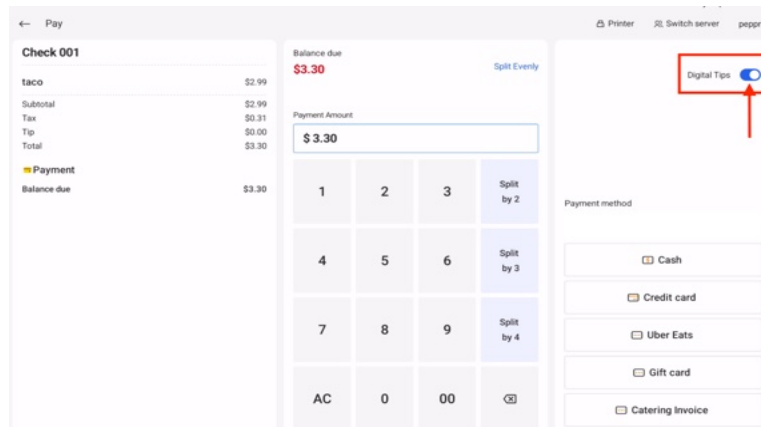 ← Pay
Printer
Switch server
peppr
Check 001
taco $2.99
Subtotal $2.99
Tax $0.31
Tip $0.00
Total $3.30
Payment
Balance due $3.30
Balance due
$3.30
Split Evenly
Payment Amount
$ 3.30
1 2 3 Split by 2
4 5 6 Split by 3
7 8 9 Split by 4
AC 0 00
Digital Tips
Payment method
Cash
Credit card
Uber Eats
Gift card
Catering Invoice